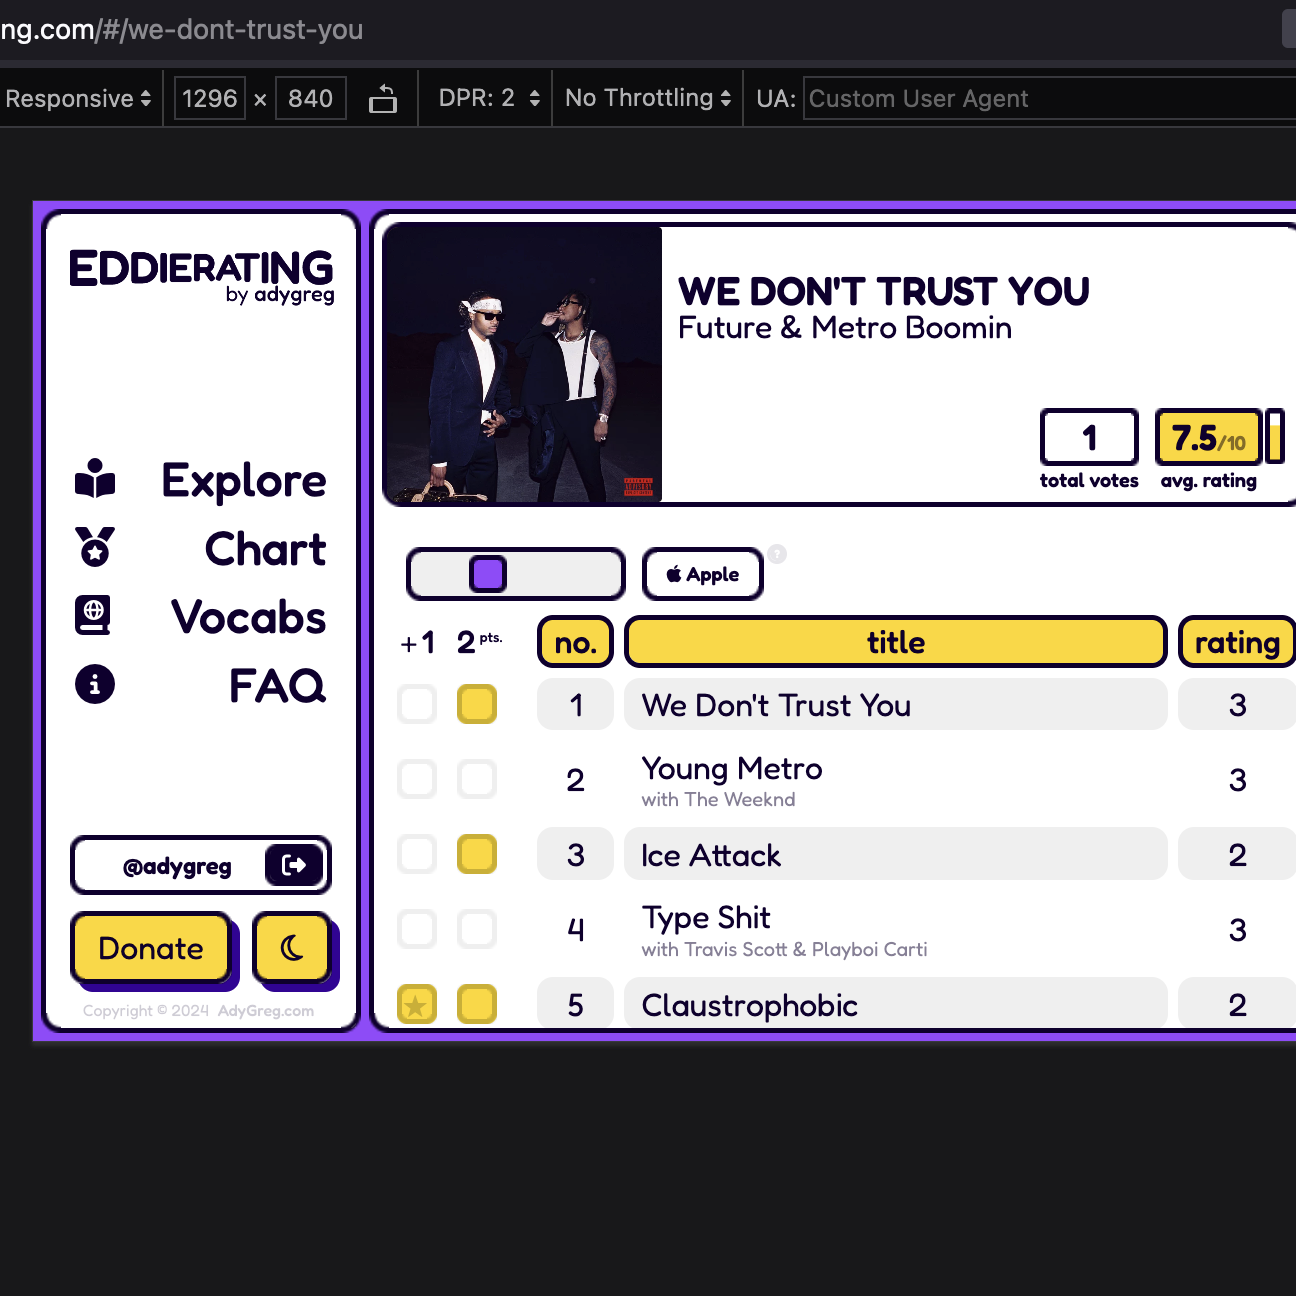 ng.com/#/we-dont-trust-you
Responsive 1296 × 840 DPR: 2 No Throttling UA: Custom User Agent
EDDIERATING
by adygreg
Explore
Chart
Vocabs
FAQ
@adygreg
Donate
Copyright © 2024 AdyGreg.com
WE DON'T TRUST YOU
Future & Metro Boomin
1
total votes
7.5/10
avg. rating
Apple ?
+1 2 pts. no. title rating
1 We Don't Trust You 3
2 Young Metro 3
with The Weeknd
3 Ice Attack 2
4 Type Shit 3
with Travis Scott & Playboi Carti
5 Claustrophobic 2